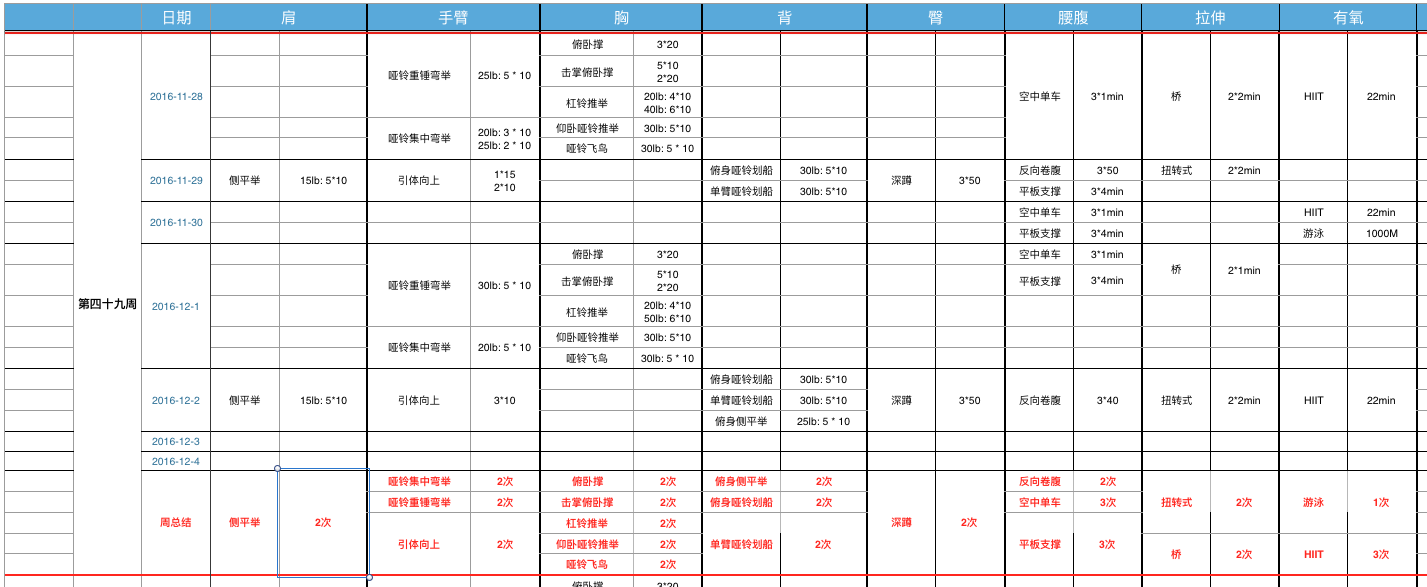 日期 肩 手臂 胸 背 臀 腰腹 拉伸 有氧
第四十九周
2016-11-28
哑铃重锤弯举 25lb: 5 * 10
哑铃集中弯举 20lb: 3 * 10
25lb: 2 * 10
俯卧撑 3*20
击掌俯卧撑 5*10
2*20
杠铃推举 20lb: 4*10
40lb: 6*10
仰卧哑铃推举 30lb: 5*10
哑铃飞鸟 30lb: 5 * 10
空中单车 3*1min
桥 2*2min
HIIT 22min
2016-11-29
侧平举 15lb: 5*10
引体向上 1*15
2*10
俯身哑铃划船 30lb: 5*10
单臂哑铃划船 30lb: 5*10
深蹲 3*50
反向卷腹 3*50
平板支撑 3*4min
扭转式 2*2min
2016-11-30
空中单车 3*1min
平板支撑 3*4min
HIIT 22min
游泳 1000M
2016-12-1
哑铃重锤弯举 30lb: 5 * 10
哑铃集中弯举 20lb: 5 * 10
俯卧撑 3*20
击掌俯卧撑 5*10
2*20
杠铃推举 20lb: 4*10
50lb: 6*10
仰卧哑铃推举 30lb: 5*10
哑铃飞鸟 30lb: 5 * 10
空中单车 3*1min
平板支撑 3*4min
桥 2*1min
2016-12-2
侧平举 15lb: 5*10
引体向上 3*10
俯身哑铃划船 30lb: 5*10
单臂哑铃划船 30lb: 5*10
俯身侧平举 25lb: 5 * 10
深蹲 3*50
反向卷腹 3*40
扭转式 2*2min
HIIT 22min
2016-12-3
2016-12-4
周总结
侧平举 2次
哑铃集中弯举 2次
哑铃重锤弯举 2次
引体向上 2次
俯卧撑 2次
击掌俯卧撑 2次
杠铃推举 2次
仰卧哑铃推举 2次
哑铃飞鸟 2次
俯身侧平举 2次
俯身哑铃划船 2次
单臂哑铃划船 2次
深蹲 2次
反向卷腹 2次
空中单车 3次
平板支撑 3次
扭转式 2次
桥 2次
游泳 1次
HIIT 3次
俯卧撑 3*20